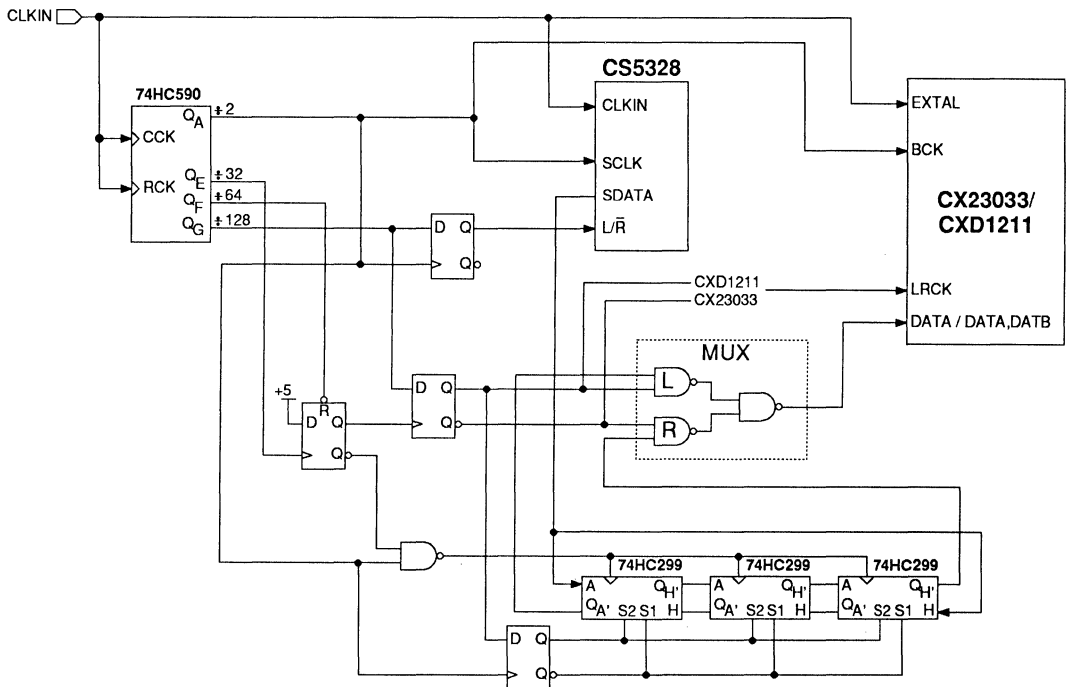 CLKIN
CS5328
74HC590
QA ÷2
CCK
QE ÷32
RCK
QF ÷64
QG ÷128
CLKIN
SCLK
SDATA
L/R̅
EXTAL
BCK
CX23033/
CXD1211
LRCK
DATA / DATA,DATB
D Q
Q
CXD1211
CX23033
MUX
L
R
+5
R
D Q
Q
D Q
Q
74HC299
74HC299
74HC299
A QH'
QA' S2 S1 H
A QH'
QA' S2 S1 H
A QH'
QA' S2 S1 H
D Q
Q